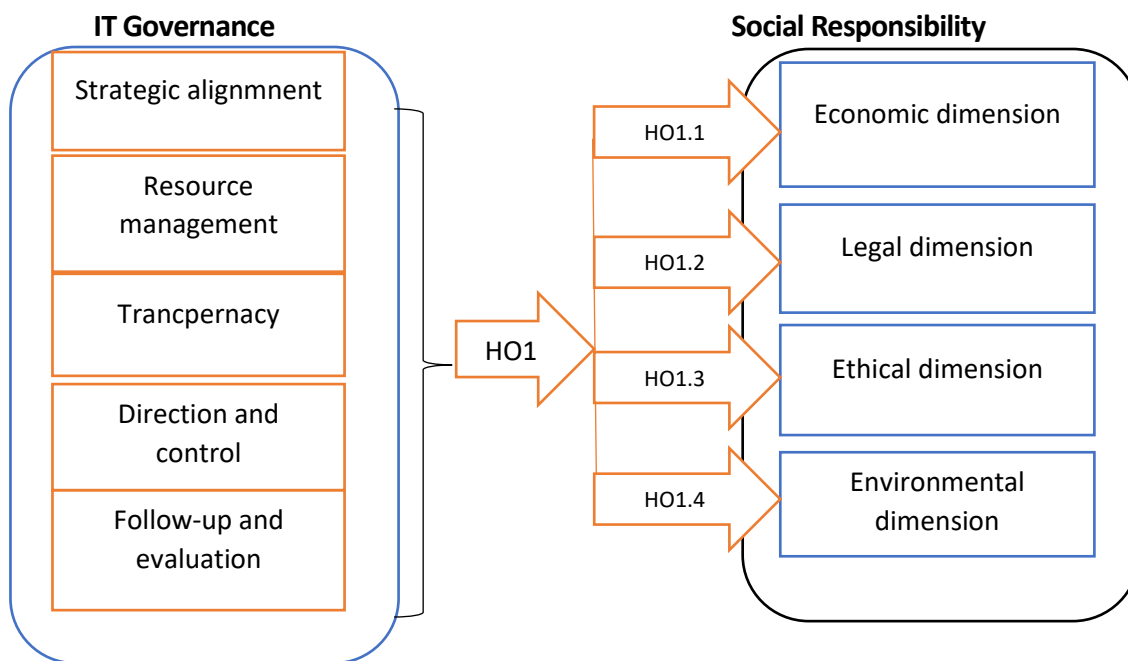 IT Governance
Strategic alignmnent
Resource
management
Trancpernacy
Direction and
control
Follow-up and
evaluation
HO1
Social Responsibility
HO1.1
Economic dimension
HO1.2
Legal dimension
HO1.3
Ethical dimension
HO1.4
Environmental
dimension